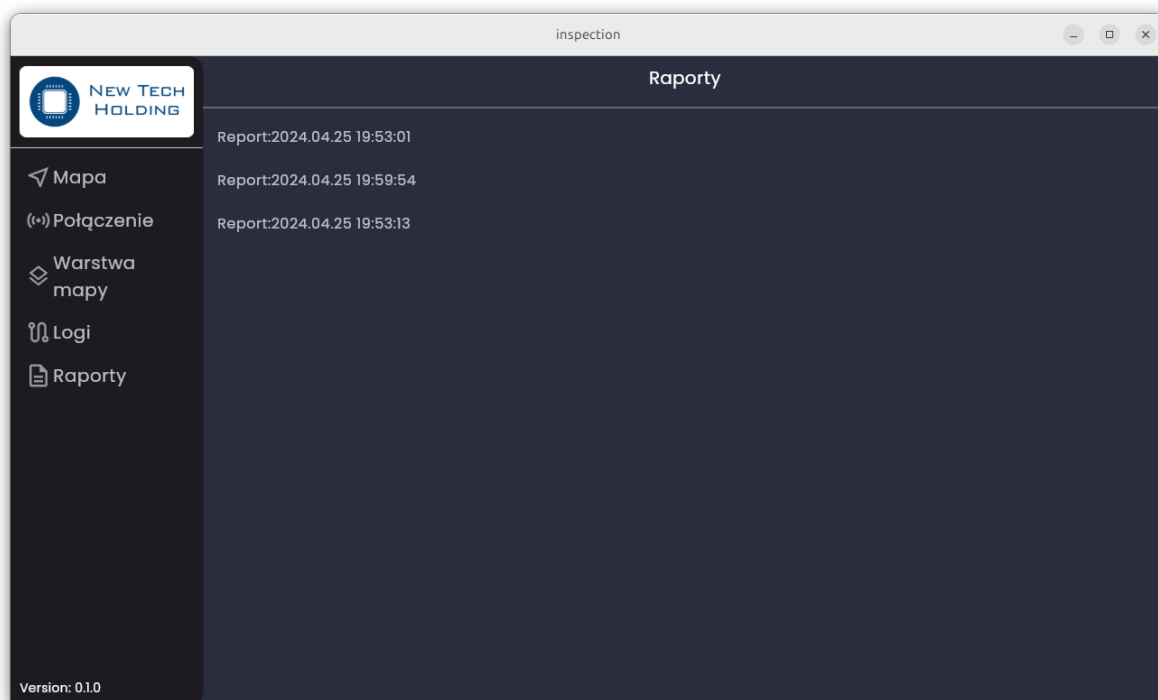 inspection
NEW TECH
HOLDING
Mapa
Połączenie
Warstwa
mapy
Logi
Raporty
Version: 0.1.0
Raporty
Report:2024.04.25 19:53:01
Report:2024.04.25 19:59:54
Report:2024.04.25 19:53:13